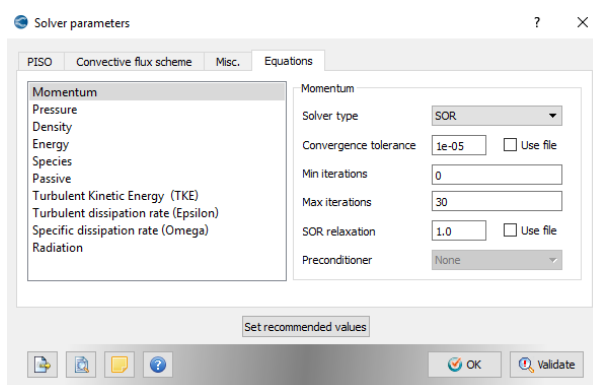 Solver parameters
?
PISO
Convective flux scheme
Misc.
Equations
Momentum
Pressure
Density
Energy
Species
Passive
Turbulent Kinetic Energy (TKE)
Turbulent dissipation rate (Epsilon)
Specific dissipation rate (Omega)
Radiation
Momentum
Solver type SOR
Convergence tolerance 1e-05 Use file
Min iterations 0
Max iterations 30
SOR relaxation 1.0 Use file
Preconditioner None
Set recommended values
OK
Validate